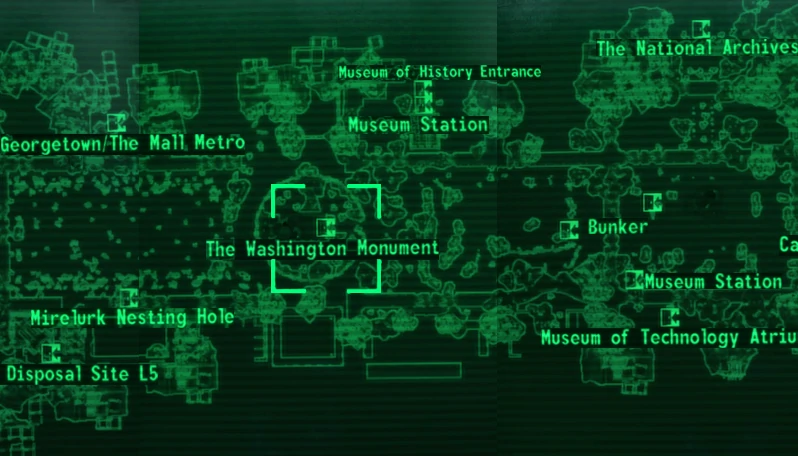 The National Archives
Museum of History Entrance
Museum Station
Georgetown/The Mall Metro
Bunker
The Washington Monument
Museum Station
Mirelurk Nesting Hole
Museum of Technology Atriu
Disposal Site L5